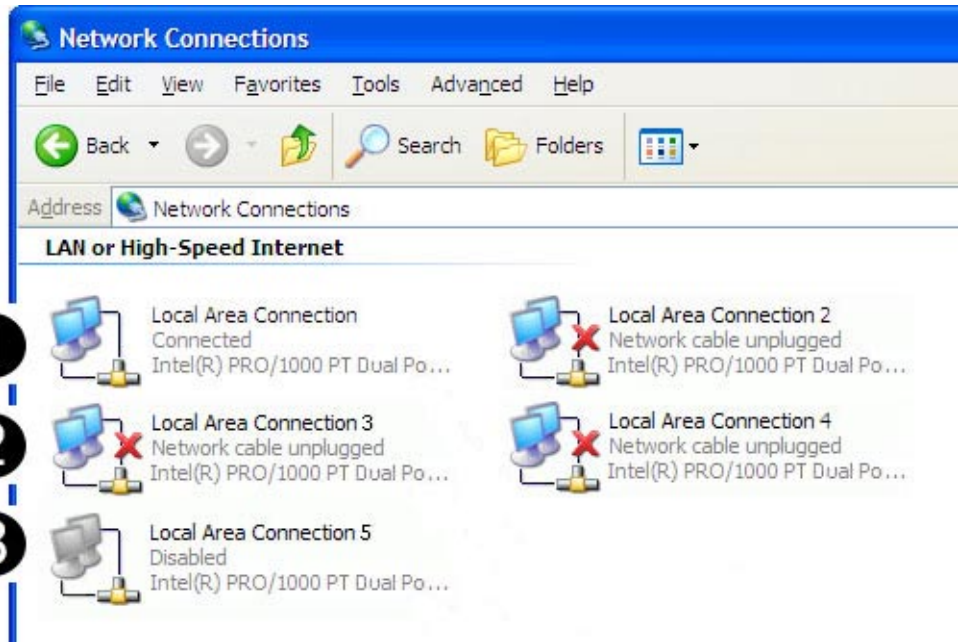 Network Connections
File Edit View Favorites Tools Advanced Help
Back Search Folders
Address Network Connections
LAN or High-Speed Internet
Local Area Connection
Connected
Intel(R) PRO/1000 PT Dual Po...
Local Area Connection 2
Network cable unplugged
Intel(R) PRO/1000 PT Dual Po...
2
Local Area Connection 3
Network cable unplugged
Intel(R) PRO/1000 PT Dual Po...
Local Area Connection 4
Network cable unplugged
Intel(R) PRO/1000 PT Dual Po...
3
Local Area Connection 5
Disabled
Intel(R) PRO/1000 PT Dual Po...